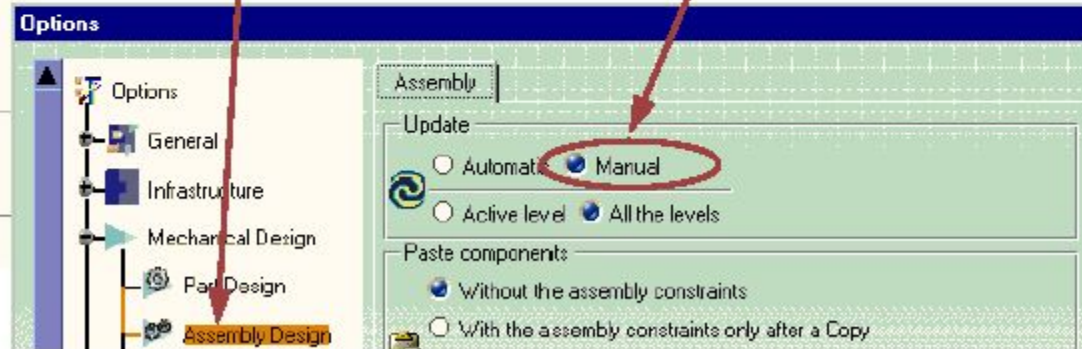 Options
Options
General
Infrastructure
Mechanical Design
Part Design
Assembly Design
Assembly
Update
Automatic Manual
Active level All the levels
Paste components
Without the assembly constraints
With the assembly constraints only after a Copy